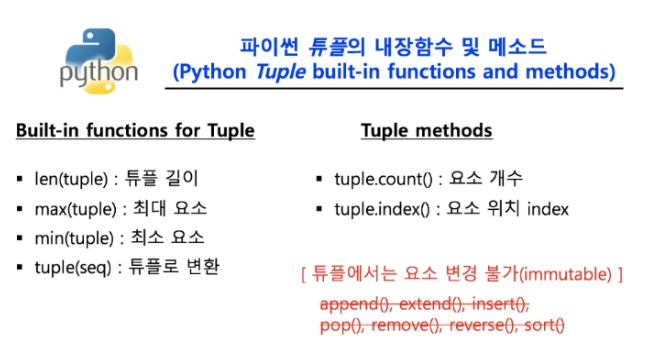 python
파이썬 튜플의 내장함수 및 메소드
(Python Tuple built-in functions and methods)
Built-in functions for Tuple
▪ len(tuple) : 튜플 길이
▪ max(tuple) : 최대 요소
▪ min(tuple) : 최소 요소
▪ tuple(seq) : 튜플로 변환
Tuple methods
▪ tuple.count() : 요소 개수
▪ tuple.index() : 요소 위치 index
[ 튜플에서는 요소 변경 불가(immutable) ]
append(), extend(), insert(),
pop(), remove(), reverse(), sort()